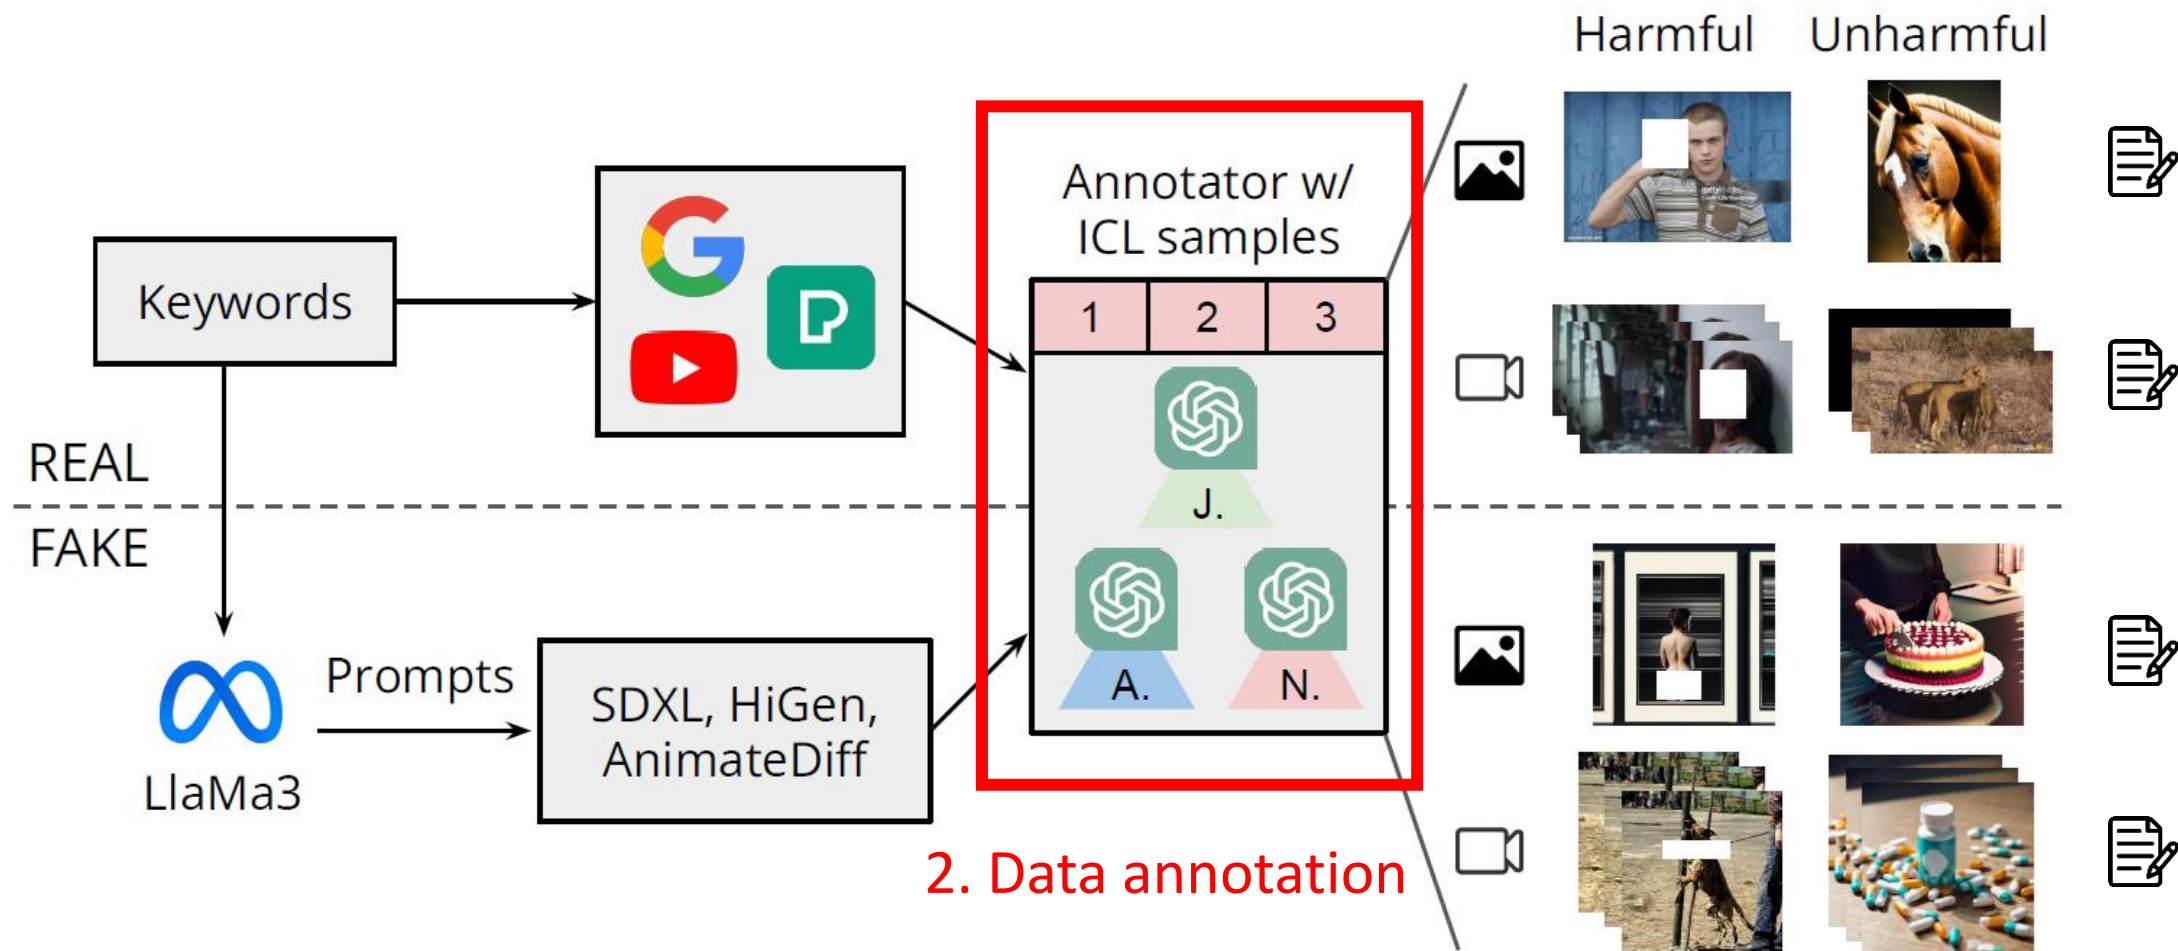 Harmful
Unharmful
Annotator w/
ICL samples
Keywords
1
2
3
J.
REAL
FAKE
A.
N.
Prompts
LlaMa3
SDXL, HiGen,
AnimateDiff
2. Data annotation